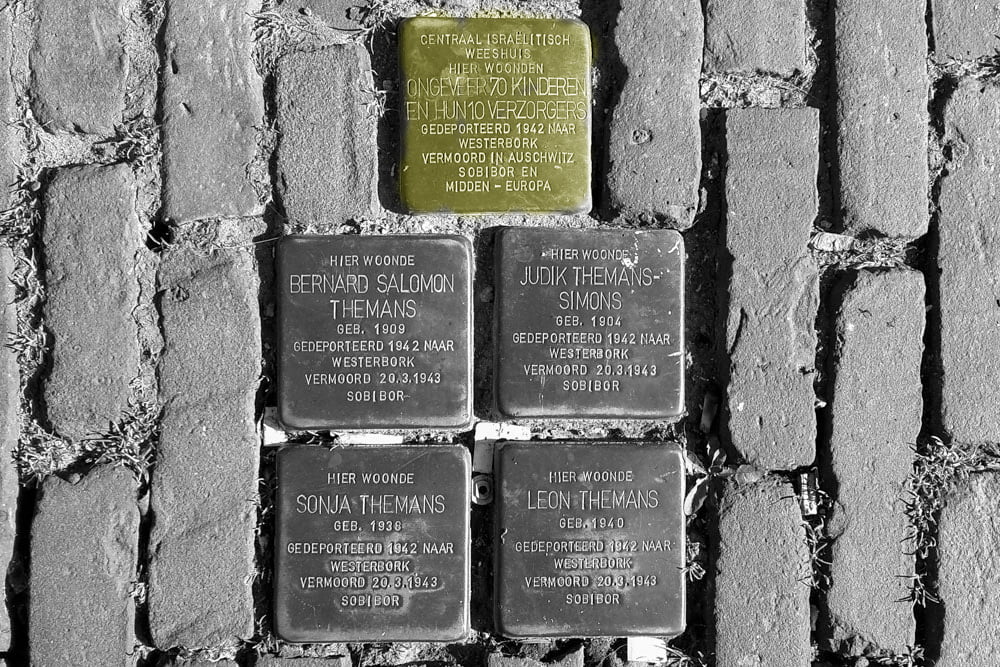 CENTRAAL ISRAËLITISCH
WEESHUIS
HIER WOONDEN
ONGEVEER 70 KINDEREN
EN HUN 10 VERZORGERS
GEDEPORTEERD 1942 NAAR
WESTERBORK
VERMOORD IN AUSCHWITZ
SOBIBOR EN
MIDDEN - EUROPA
HIER WOONDE
BERNARD SALOMON
THEMANS
GEB. 1909
GEDEPORTEERD 1942 NAAR
WESTERBORK
VERMOORD 20.3.1943
SOBIBOR
HIER WOONDE
JUDIK THEMANS-
SIMONS
GEB. 1904
GEDEPORTEERD 1942 NAAR
WESTERBORK
VERMOORD 20.3.1943
SOBIBOR
HIER WOONDE
SONJA THEMANS
GEB. 1938
GEDEPORTEERD 1942 NAAR
WESTERBORK
VERMOORD 20.3.1943
SOBIBOR
HIER WOONDE
LEON THEMANS
GEB. 1940
GEDEPORTEERD 1942 NAAR
WESTERBORK
VERMOORD 20.3.1943
SOBIBOR